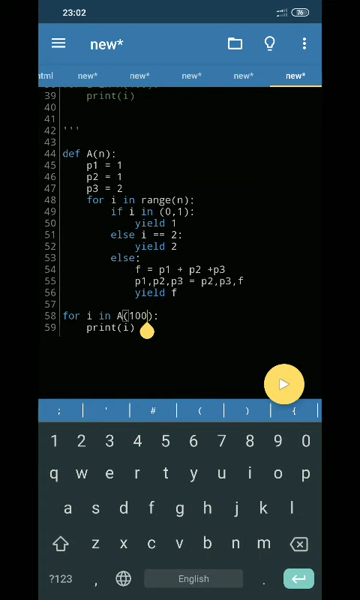 23:02
76
new*
html new* new* new* new* new*
39 print(i)
40
41
42 '''
43
44 def A(n):
45 p1 = 1
46 p2 = 1
47 p3 = 2
48 for i in range(n):
49 if i in (0,1):
50 yield 1
51 else i == 2:
52 yield 2
53 else:
54 f = p1 + p2 +p3
55 p1,p2,p3 = p2,p3,f
56 yield f
57
58 for i in A(100):
59 print(i)
; ' # ( ) {
1 2 3 4 5 6 7 8 9 0
q w e r t y u i o p
a s d f g h j k l
z x c v b n m
?123 , English .